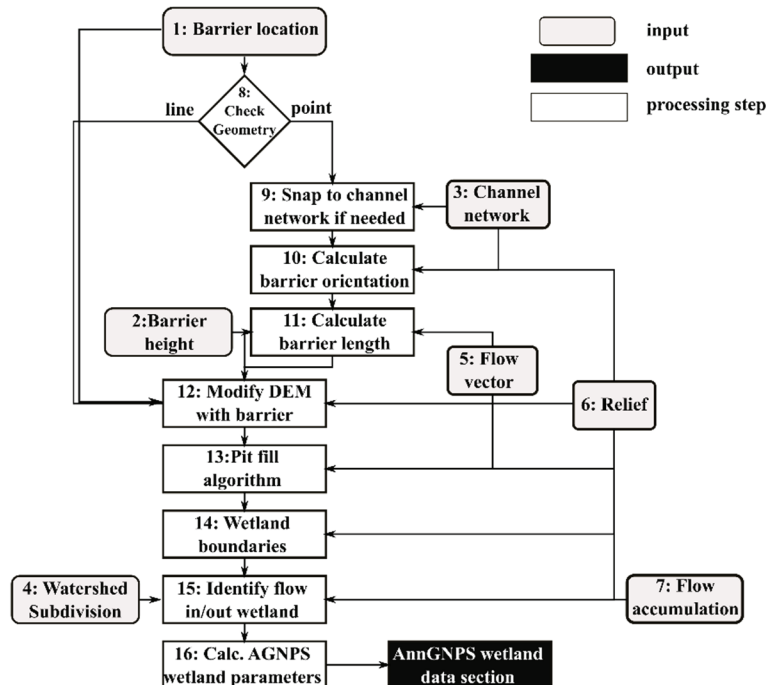 1: Barrier location
input
output
processing step
8:
Check
Geometry
line
point
9: Snap to channel
network if needed
3: Channel
network
10: Calculate
barrier orientation
2:Barrier
height
11: Calculate
barrier length
5: Flow
vector
12: Modify DEM
with barrier
6: Relief
13:Pit fill
algorithm
14: Wetland
boundaries
4: Watershed
Subdivision
15: Identify flow
in/out wetland
7: Flow
accumulation
16: Calc. AGNPS
wetland parameters
AnnGNPS wetland
data section